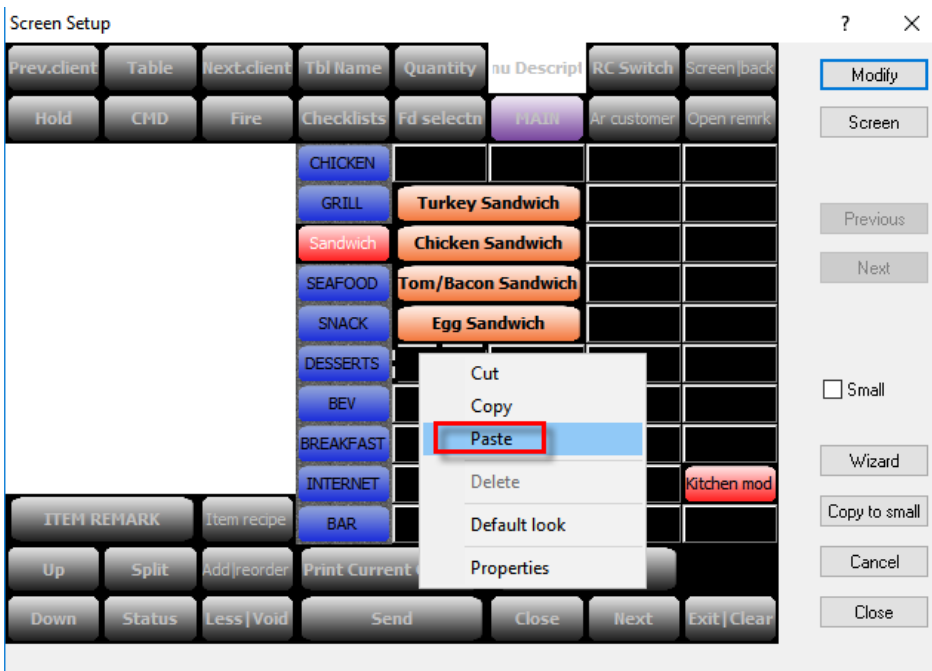 Screen Setup ?
Prev.client Table Next.client Tbl Name Quantity nu Descript RC Switch Screen|back Modify
Hold CMD Fire Checklists Fd selectn MAIN Ar customer Open remrk Screen
CHICKEN
GRILL Turkey Sandwich Previous
Sandwich Chicken Sandwich
Next
SEAFOOD Tom/Bacon Sandwich
SNACK Egg Sandwich
DESSERTS Cut
Small
BEV Copy
BREAKFAST Paste
Wizard
INTERNET Delete Kitchen mod
ITEM REMARK Item recipe BAR Default look Copy to small
Up Split Add|reorder Print Current Properties Cancel
Down Status Less|Void Send Close Next Exit|Clear Close